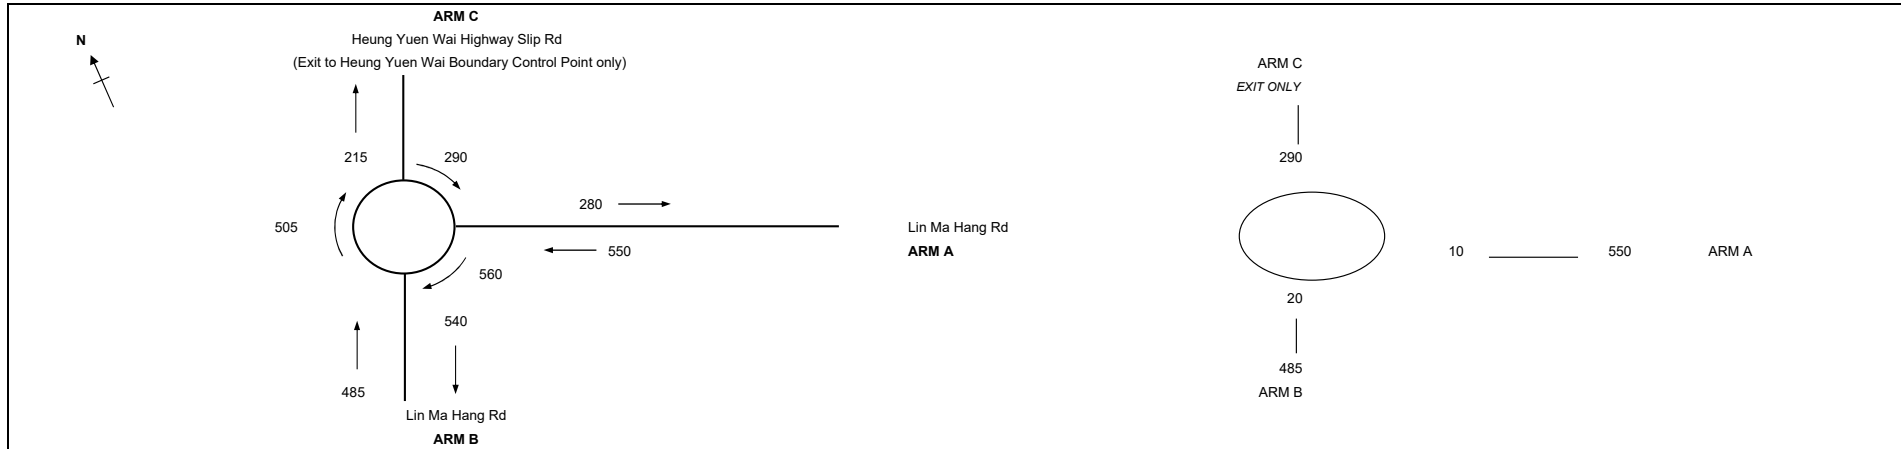 ARM C
N
Heung Yuen Wai Highway Slip Rd
(Exit to Heung Yuen Wai Boundary Control Point only)
215
290
280
505
550
560
540
485
Lin Ma Hang Rd
ARM A
Lin Ma Hang Rd
ARM B
ARM C
EXIT ONLY
290
10
550
ARM A
20
485
ARM B